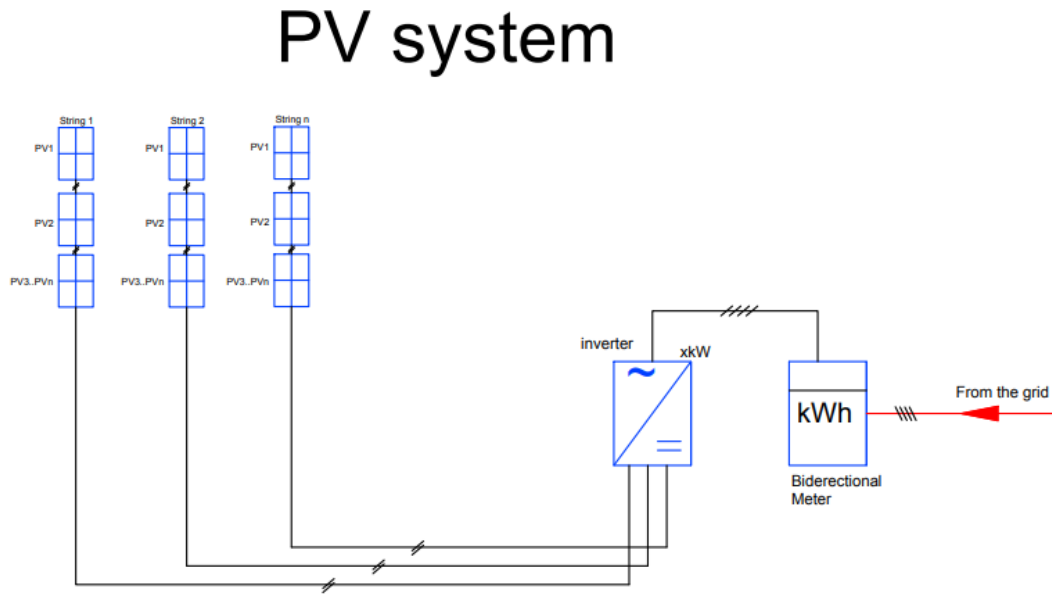 PV system
String 1
String 2
String n
PV1
PV1
PV1
PV2
PV2
PV2
PV3..PVn
PV3..PVn
PV3..PVn
inverter
xkW
kWh
From the grid
Biderectional
Meter